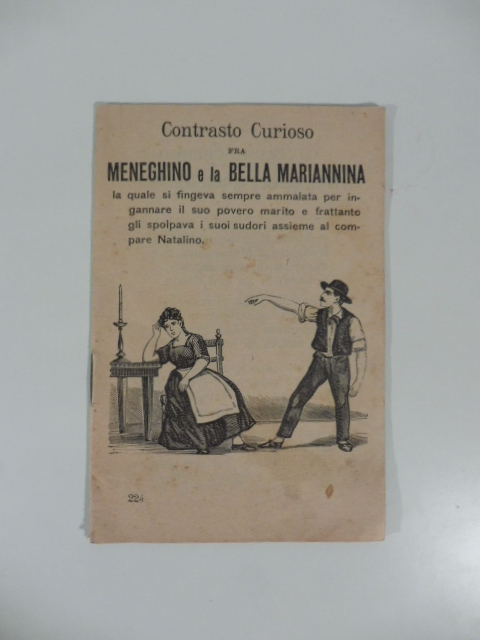 Contrasto Curioso
FRA
MENEGHINO e la BELLA MARIANNINA
la quale si fingeva sempre ammalata per in-
gannare il suo povero marito e frattanto
gli spolpava i suoi sudori assieme al com-
pare Natalino.
224